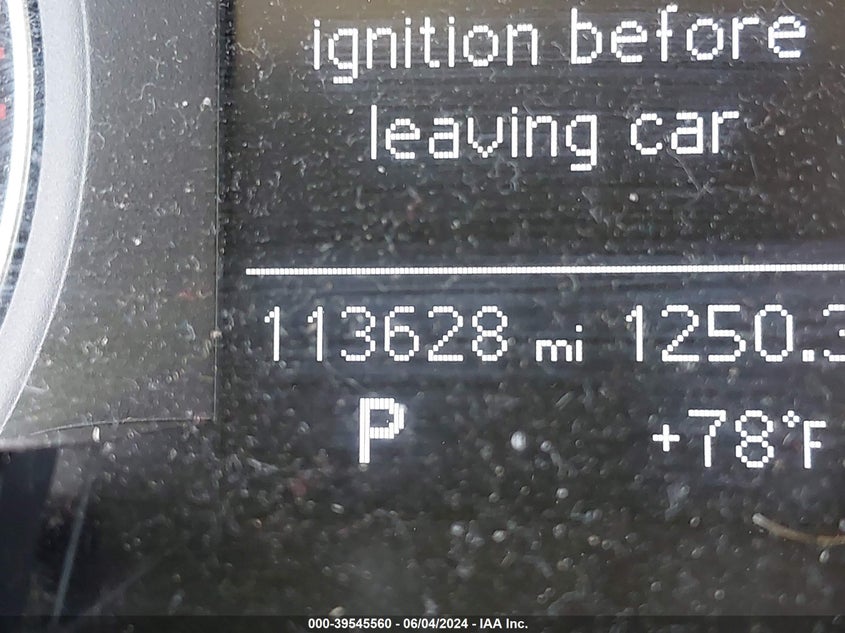 ignition before
leaving car
113628 mi 1250.3
P +78°F
000-39545560 - 06/04/2024 - IAA Inc.